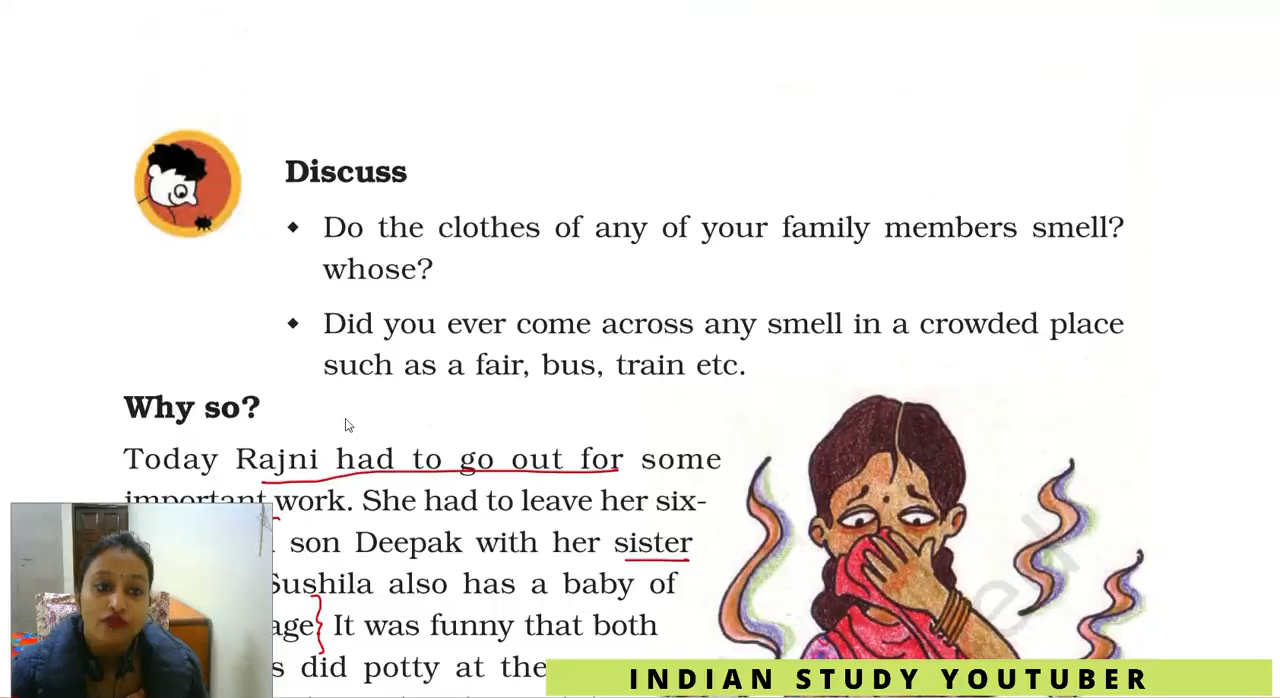 Discuss
Do the clothes of any of your family members smell?
whose?
Did you ever come across any smell in a crowded place
such as a fair, bus, train etc.
Why so?
Today Rajni had to go out for some
important work. She had to leave her six-
son Deepak with her sister
Sushila also has a baby of
age. It was funny that both
did potty at the
INDIAN STUDY YOUTUBER